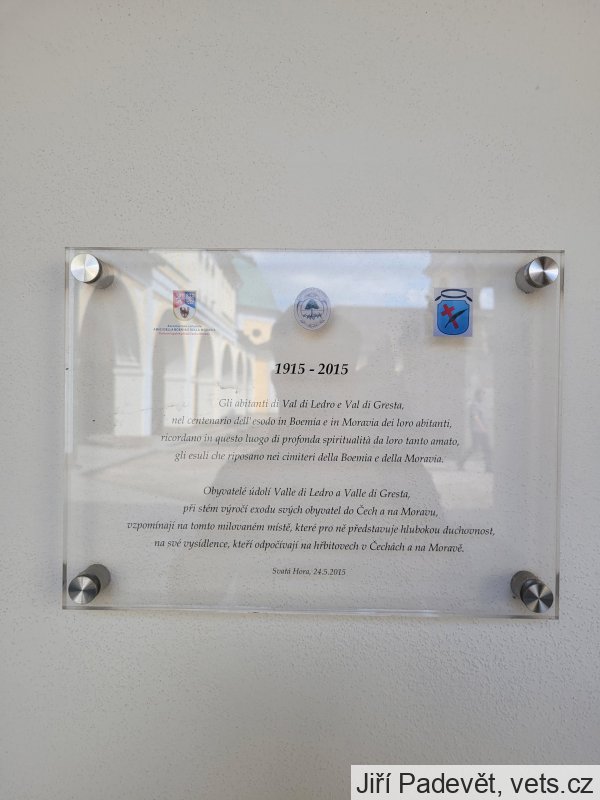 1915 - 2015
Gli abitanti di Val di Ledro e Val di Gresta,
nel centenario dell'esodo in Boemia e in Moravia dei loro abitanti,
ricordano in questo luogo di profonda spiritualità da loro tanto amato,
gli esuli che riposano nei cimiteri della Boemia e della Moravia.
Obyvatelé údolí Valle di Ledro a Valle di Gresta,
při stém výročí exodu svých obyvatel do Čech a na Moravu,
vzpomínají na tomto milovaném místě, které pro ně představuje hlubokou duchovnost,
na své vysídlence, kteří odpočívají na hřbitovech v Čechách a na Moravě.
Svatá Hora, 24.5.2015
Jiří Padevět, vets.cz